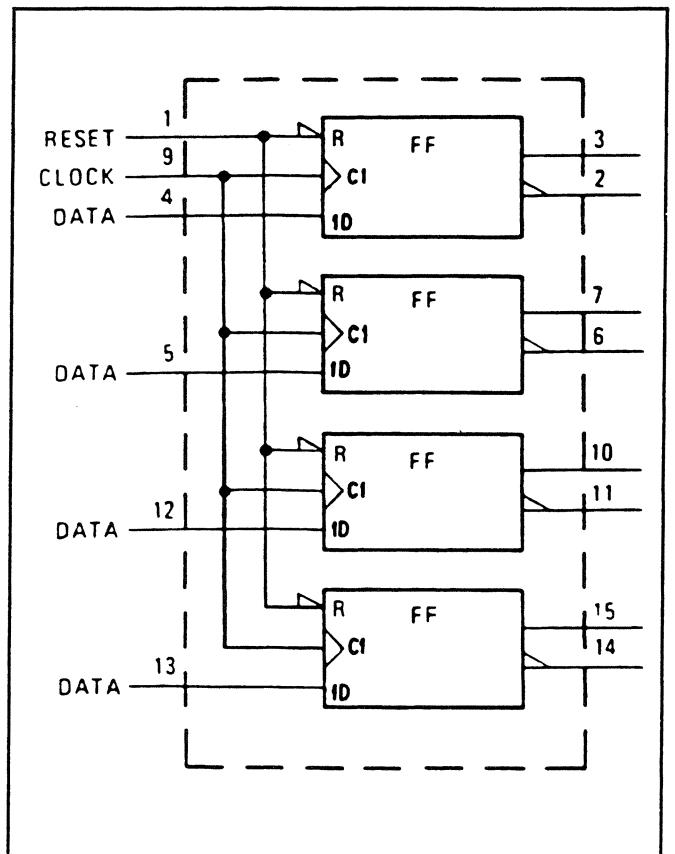 1
RESET
R FF 3
9
CLOCK C1 2
4
DATA 1D
R FF 7
C1 6
5
DATA 1D
R FF 10
C1 11
12
DATA 1D
R FF 15
C1 14
13
DATA 1D